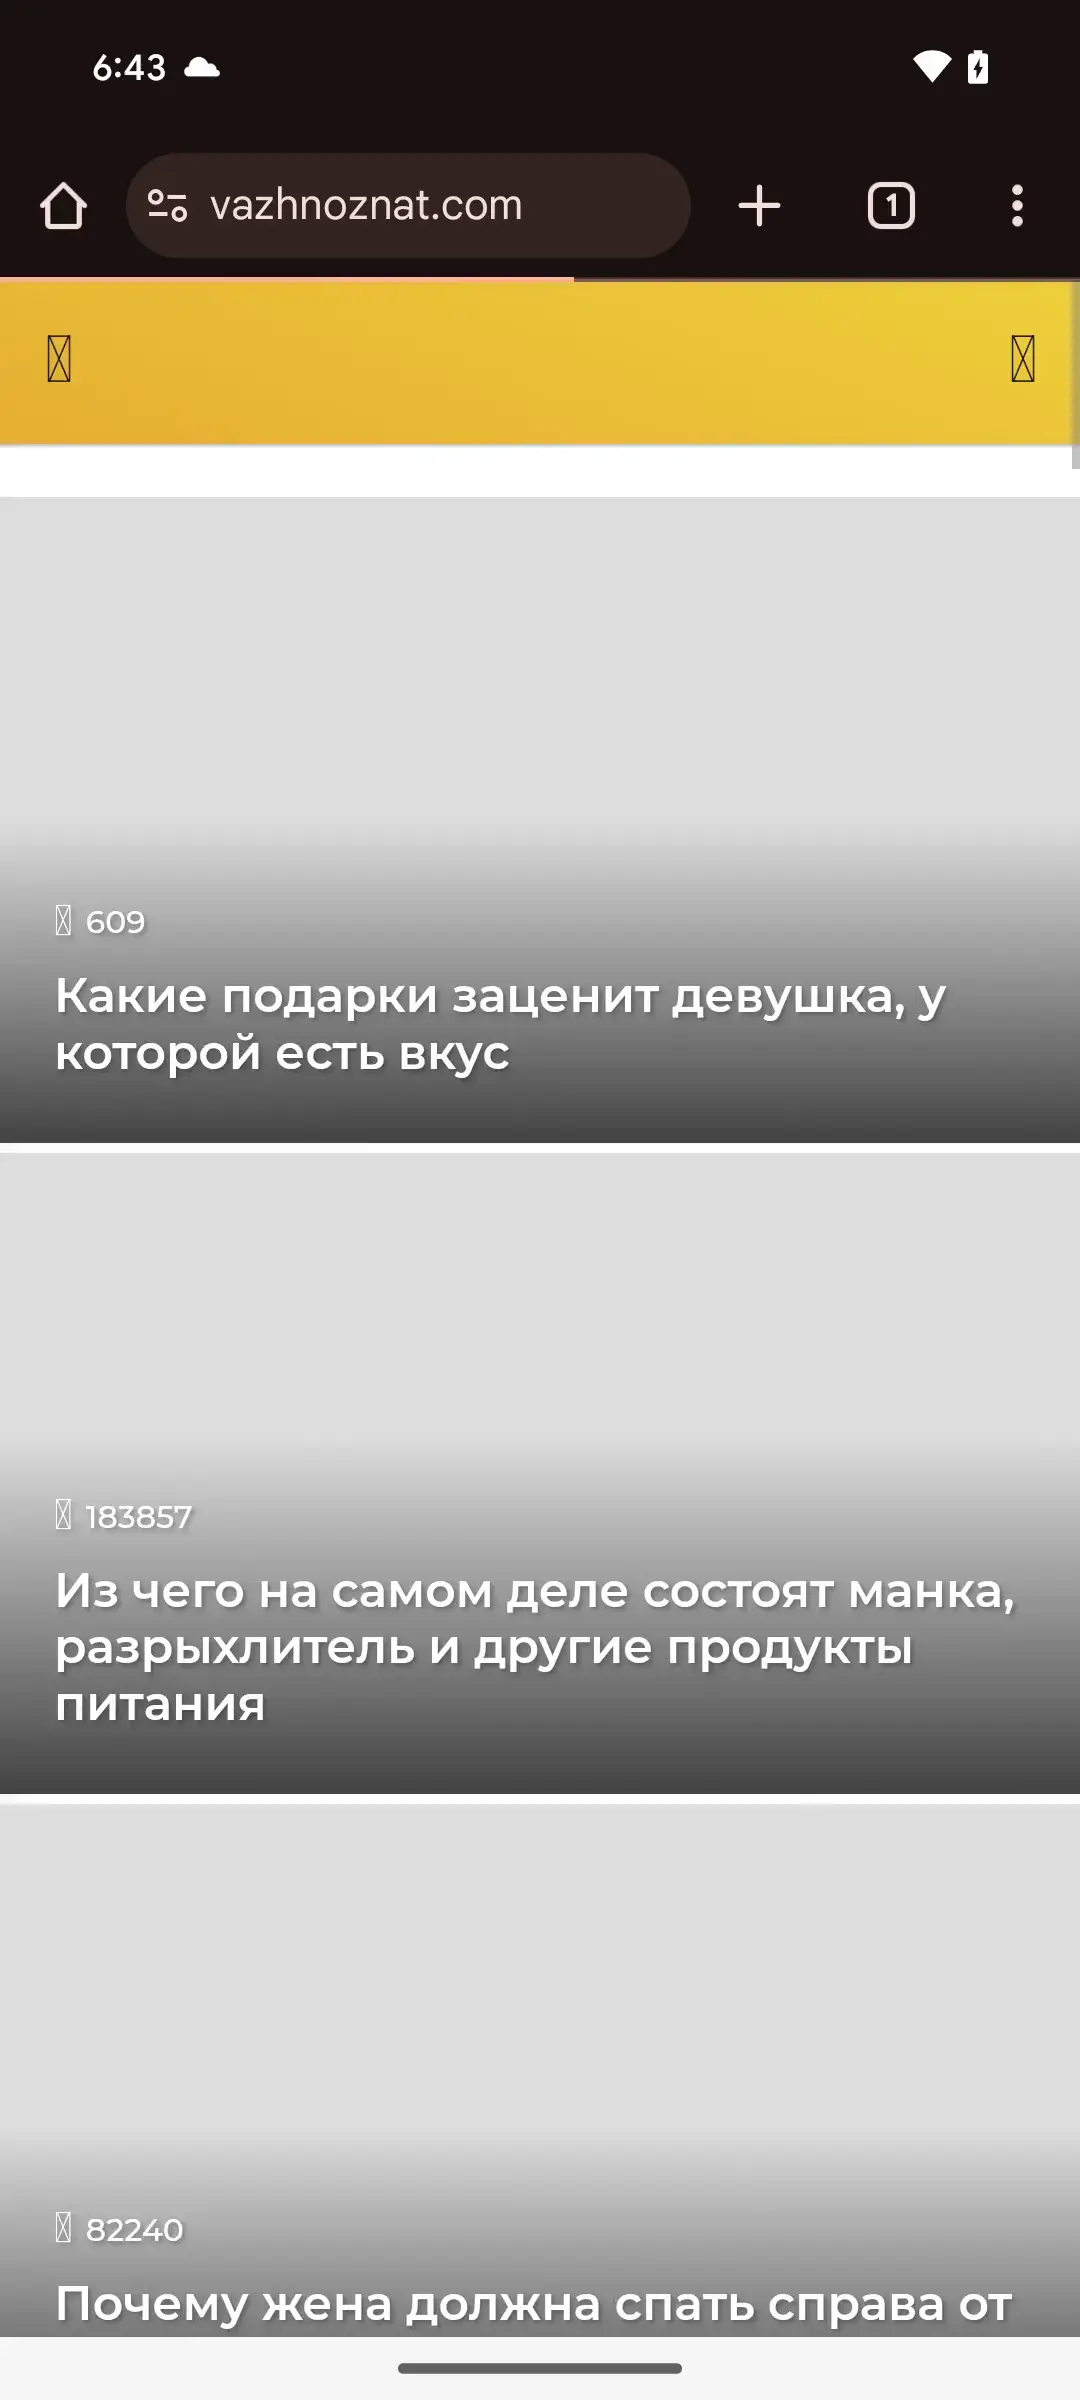 6:43
vazhnoznat.com
1
609
Какие подарки заценит девушка, у
которой есть вкус
183857
Из чего на самом деле состоят манка,
разрыхлитель и другие продукты
питания
82240
Почему жена должна спать справа от